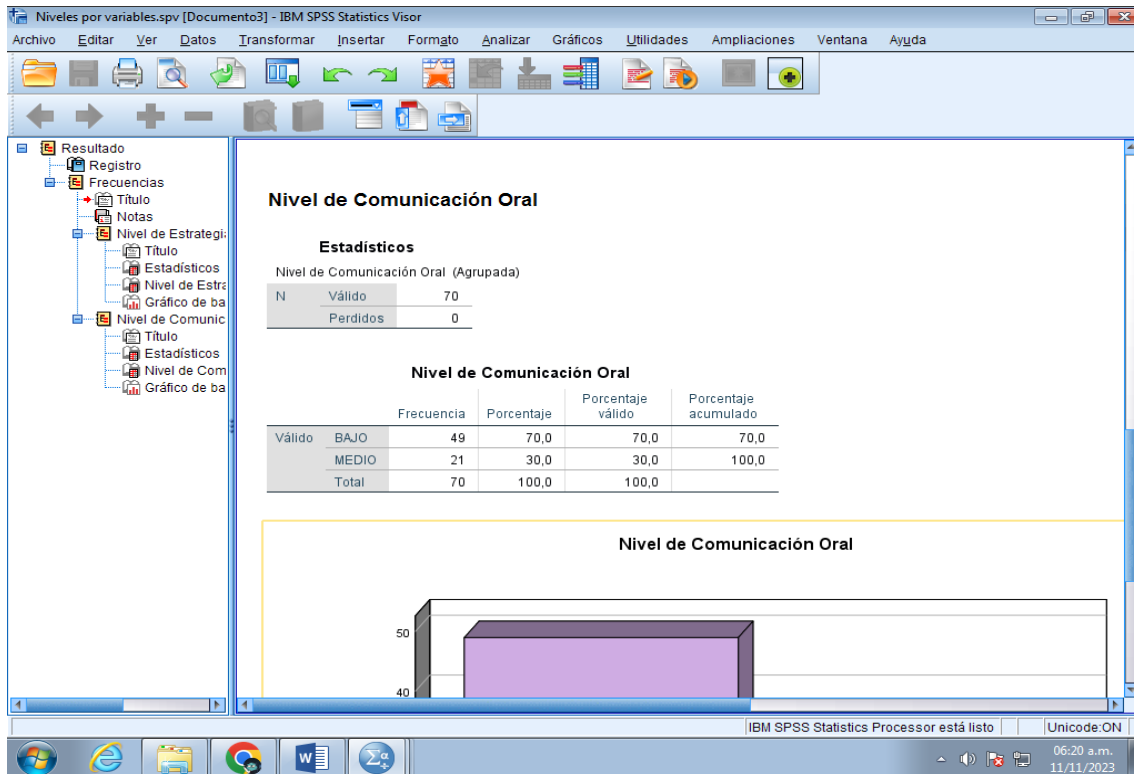 Niveles por variables.spv [Documento3] - IBM SPSS Statistics Visor
Archivo Editar Ver Datos Transformar Insertar Formato Analizar Gráficos Utilidades Ampliaciones Ventana Ayuda
Resultado
Registro
Frecuencias
Título
Notas
Nivel de Estrategi
Título
Estadísticos
Nivel de Estra
Gráfico de ba
Nivel de Comunic
Título
Estadísticos
Nivel de Com
Gráfico de ba
Nivel de Comunicación Oral
Estadísticos
Nivel de Comunicación Oral (Agrupada)
N Válido 70
Perdidos 0
Nivel de Comunicación Oral
Frecuencia Porcentaje Porcentaje válido Porcentaje acumulado
Válido BAJO 49 70,0 70,0 70,0
MEDIO 21 30,0 30,0 100,0
Total 70 100,0 100,0
Nivel de Comunicación Oral
50
40
IBM SPSS Statistics Processor está listo Unicode:ON
06:20 a.m.
11/11/2023